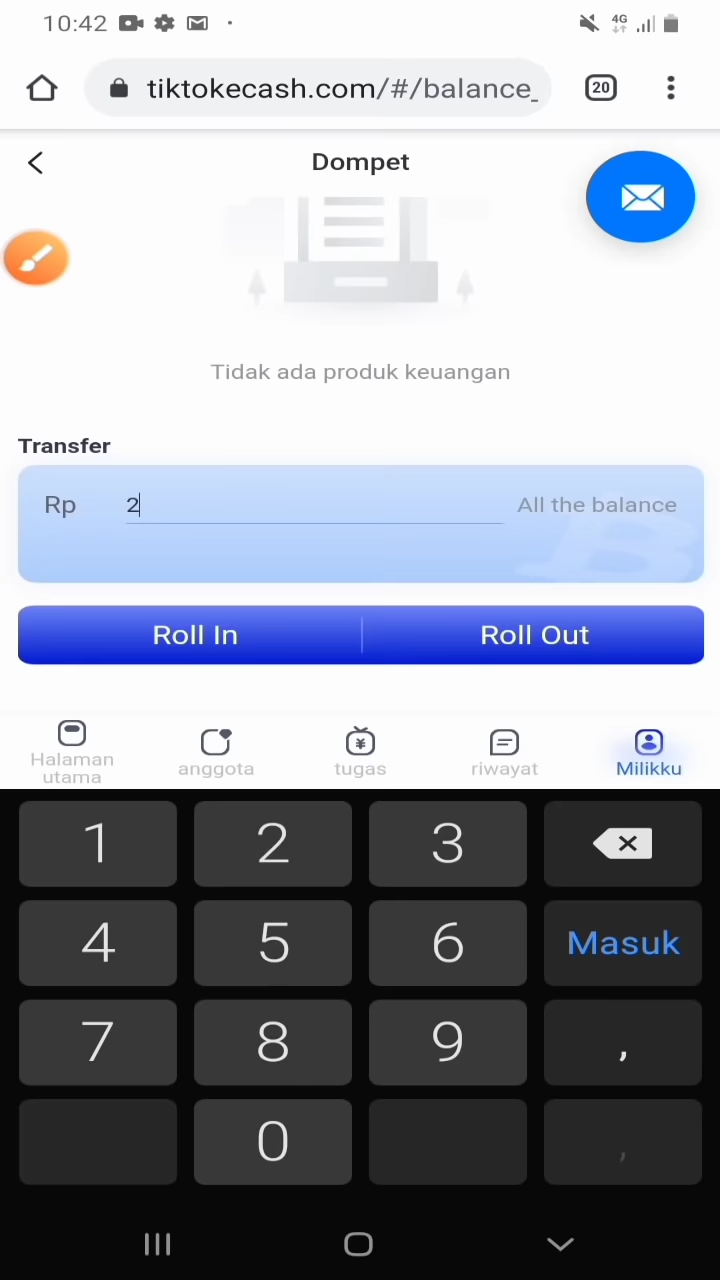 10:42
4G
tiktokecash.com/#/balance_
20
Dompet
Tidak ada produk keuangan
Transfer
Rp 2 All the balance
Roll In Roll Out
Halaman utama
anggota
tugas
riwayat
Milikku
1 2 3
4 5 6 Masuk
7 8 9 ,
0 ,